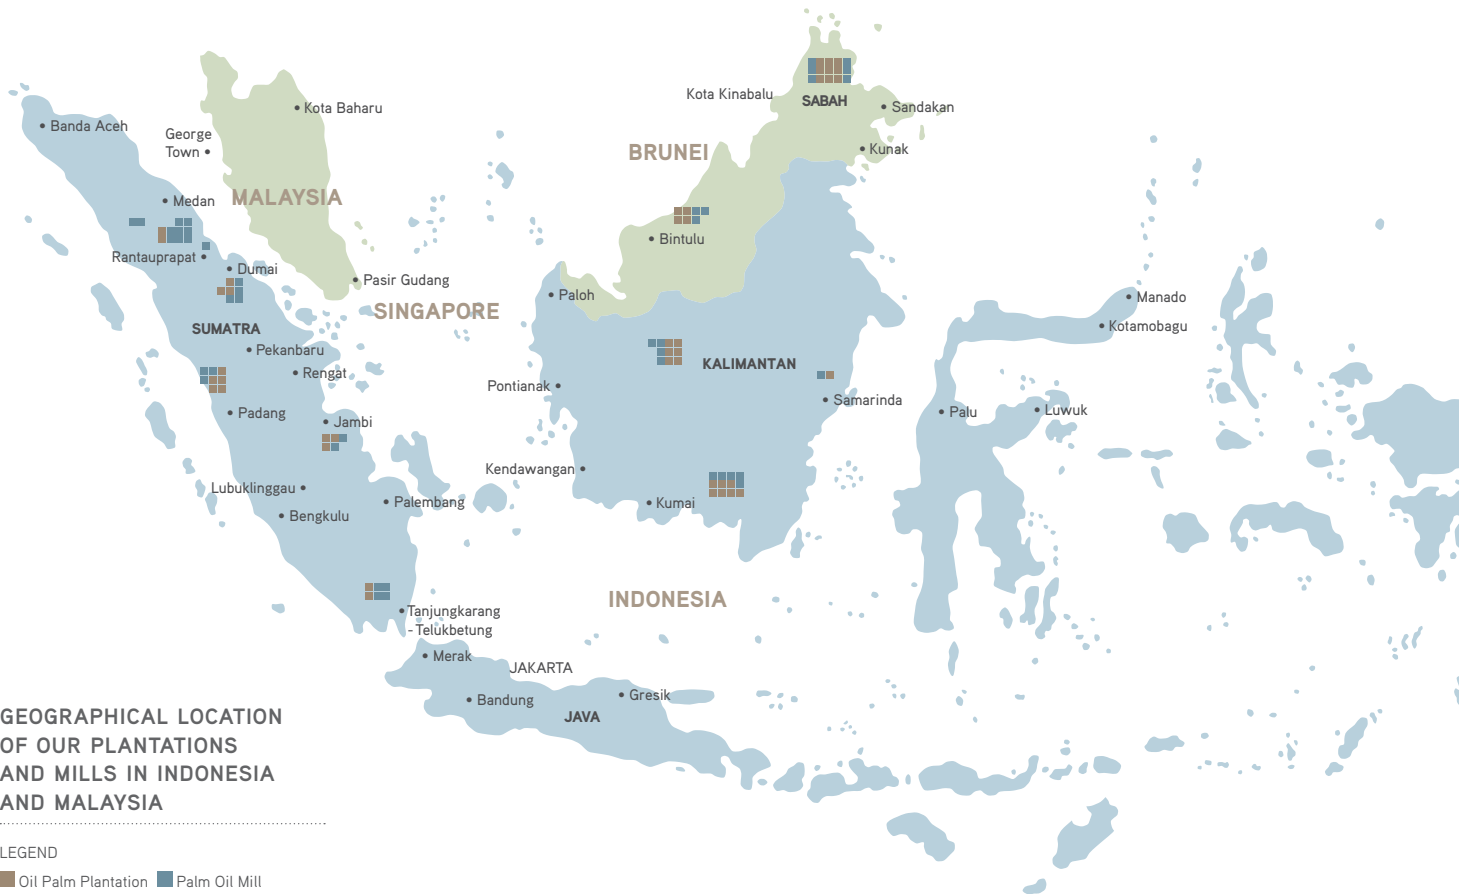 Kota Kinabalu
SABAH
Sandakan
Kota Baharu
Banda Aceh
George
Town
BRUNEI
Kunak
MALAYSIA
Medan
Bintulu
Rantauprapat
Dumai
Pasir Gudang
Paloh
Manado
SINGAPORE
SUMATRA
Kotamobagu
Pekanbaru
KALIMANTAN
Rengat
Pontianak
Samarinda
Padang
Jambi
Palu
Luwuk
Kendawangan
Lubuklinggau
Palembang
Kumai
Bengkulu
INDONESIA
Tanjungkarang
- Telukbetung
Merak
JAKARTA
Bandung
Gresik
JAVA
GEOGRAPHICAL LOCATION
OF OUR PLANTATIONS
AND MILLS IN INDONESIA
AND MALAYSIA
LEGEND
Oil Palm Plantation Palm Oil Mill